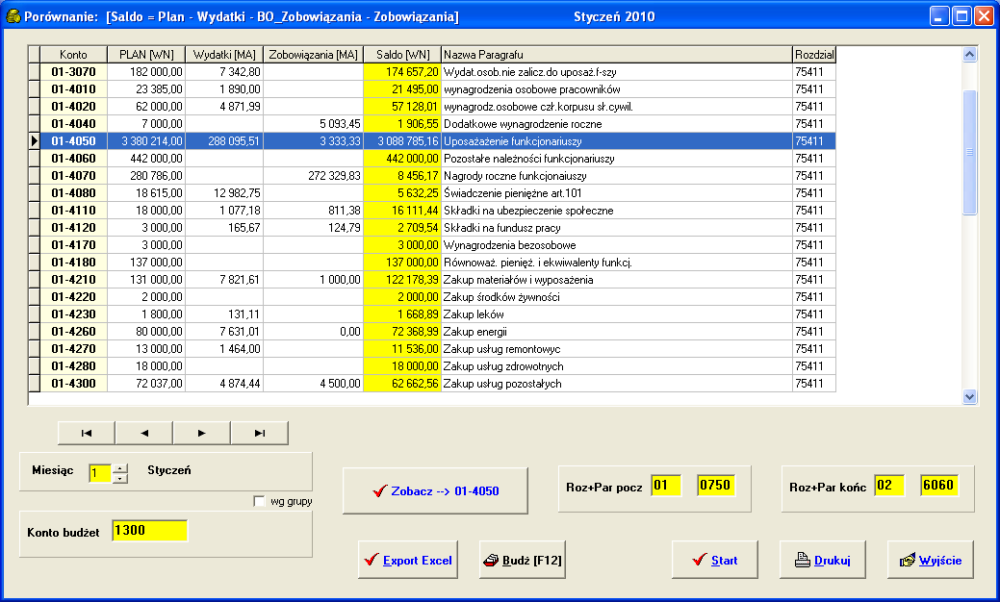 Porównanie: [Saldo = Plan - Wydatki - BO_Zobowiązania - Zobowiązania] Styczeń 2010
Konto PLAN [WN] Wydatki [MA] Zobowiązania [MA] Saldo [WN] Nazwa Paragrafu Rozdział
01-3070 182 000,00 7 342,80 174 657,20 Wydat.osob.nie zalicz.do uposaż.f-szy 75411
01-4010 23 385,00 1 890,00 21 495,00 wynagrodzenia osobowe pracowników 75411
01-4020 62 000,00 4 871,99 57 128,01 wynagrodz.osobowe czł.korpusu sł.cywil. 75411
01-4040 7 000,00 5 093,45 1 906,55 Dodatkowe wynagrodzenie roczne 75411
01-4050 3 380 214,00 288 095,51 3 333,33 3 088 785,16 Uposażażenie funkcjonariuszy 75411
01-4060 442 000,00 442 000,00 Pozostałe należności funkcjonariuszy 75411
01-4070 280 786,00 272 329,83 8 456,17 Nagrody roczne funkcjonaiuszy 75411
01-4080 18 615,00 12 982,75 5 632,25 Świadczenie pieniężne art.101 75411
01-4110 18 000,00 1 077,18 811,38 16 111,44 Składki na ubezpieczenie społeczne 75411
01-4120 3 000,00 165,67 124,79 2 709,54 Składki na fundusz pracy 75411
01-4170 3 000,00 3 000,00 Wynagrodzenia bezosobowe 75411
01-4180 137 000,00 137 000,00 Równoważ. pienięż. i ekwiwalenty funkcj. 75411
01-4210 131 000,00 7 821,61 1 000,00 122 178,39 Zakup materiałów i wyposażenia 75411
01-4220 2 000,00 2 000,00 Zakup środków żywności 75411
01-4230 1 800,00 131,11 1 668,89 Zakup leków 75411
01-4260 80 000,00 7 631,01 0,00 72 368,99 Zakup energii 75411
01-4270 13 000,00 1 464,00 11 536,00 Zakup usług remontowyc 75411
01-4280 18 000,00 18 000,00 Zakup usług zdrowotnych 75411
01-4300 72 037,00 4 874,44 4 500,00 62 662,56 Zakup usług pozostałych 75411
Miesiąc 1 Styczeń
wg grupy
Konto budżet 1300
Zobacz --> 01-4050
Roz+Par pocz 01 0750
Roz+Par końc 02 6060
Export Excel
Budż [F12]
Start
Drukuj
Wyjście